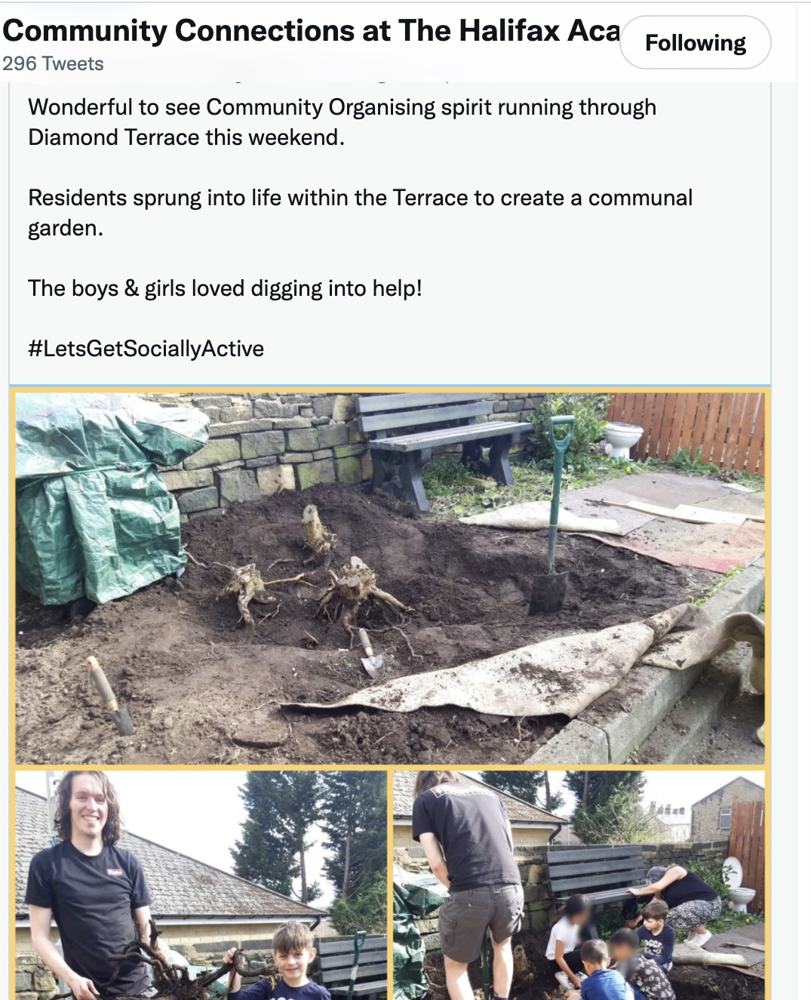 Community Connections at The Halifax Aca
Following
296 Tweets
Wonderful to see Community Organising spirit running through
Diamond Terrace this weekend.
Residents sprung into life within the Terrace to create a communal
garden.
The boys & girls loved digging into help!
#LetsGetSociallyActive